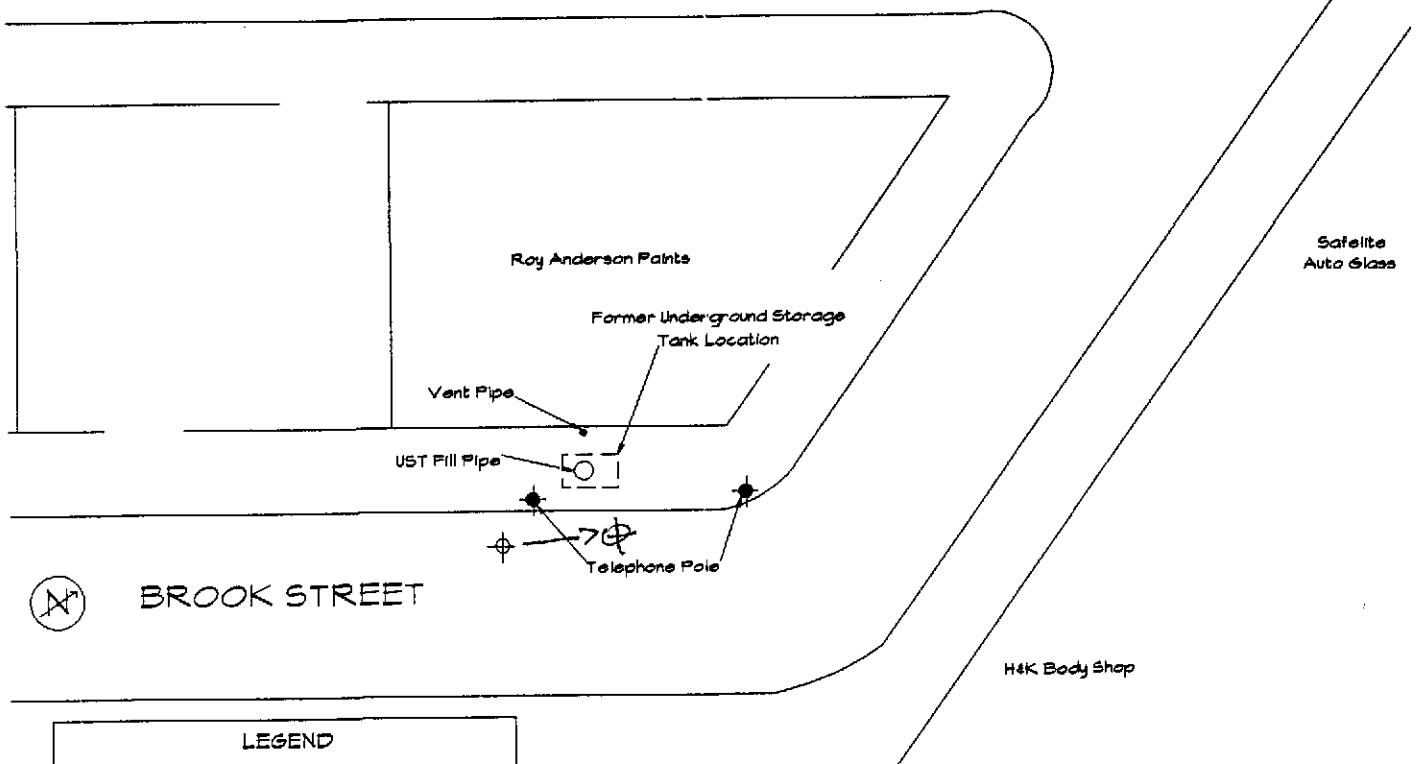 Roy Anderson Paints
Safelite
Auto Glass
Former Underground Storage
Tank Location
Vent Pipe
UST Fill Pipe
Telephone Pole
N
BROOK STREET
H&K Body Shop
LEGEND